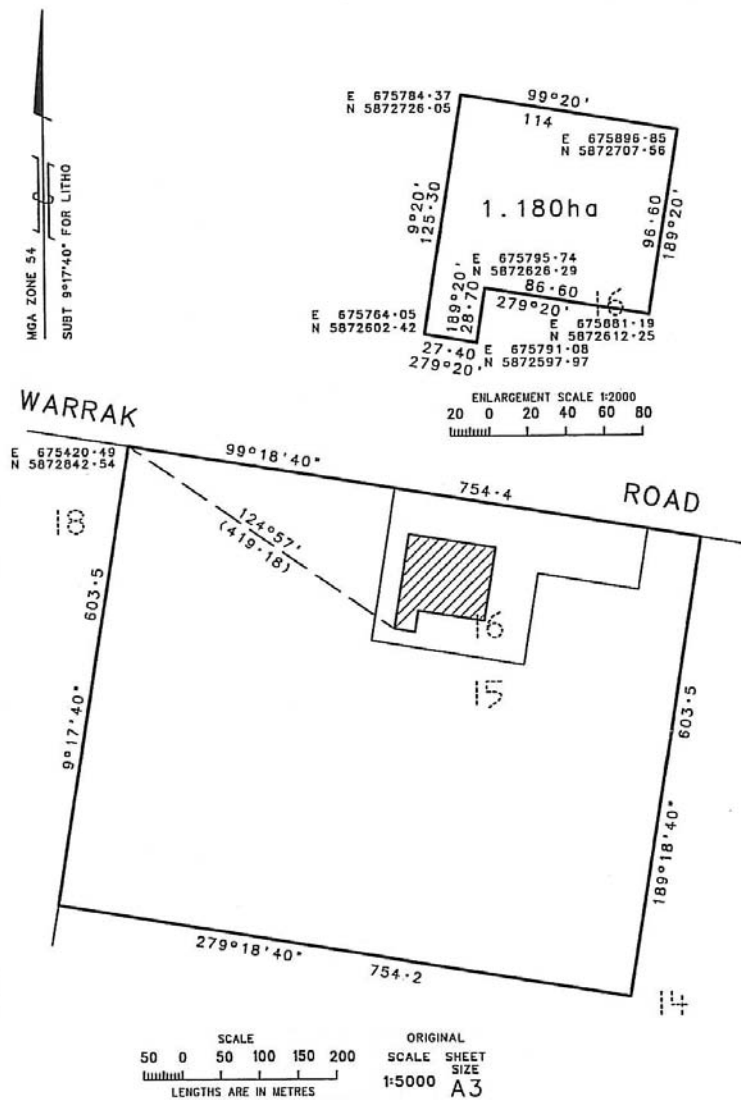 MGA ZONE 54
SUBT 9°17'40" FOR LITHO
E 675784·37
N 5872726·05
99°20'
114
E 675896·85
N 5872707·56
9°20'
125·30
1.180ha
96·60
189°20'
E 675795·74
N 5872626·29
86·60
279°20'
16
189°20'
28·70
E 675764·05
N 5872602·42
E 675881·19
N 5872612·25
27·40
279°20'
E 675791·08
N 5872597·97
ENLARGEMENT SCALE 1:2000
20 0 20 40 60 80
WARRAK
ROAD
E 675420·49
N 5872842·54
99°18'40"
754·4
18
124°57'
(419·18)
603·5
9°17'40"
16
15
603·5
189°18'40"
279°18'40"
754·2
14
SCALE
50 0 50 100 150 200
LENGTHS ARE IN METRES
ORIGINAL
SCALE SHEET
SIZE
1:5000 A3